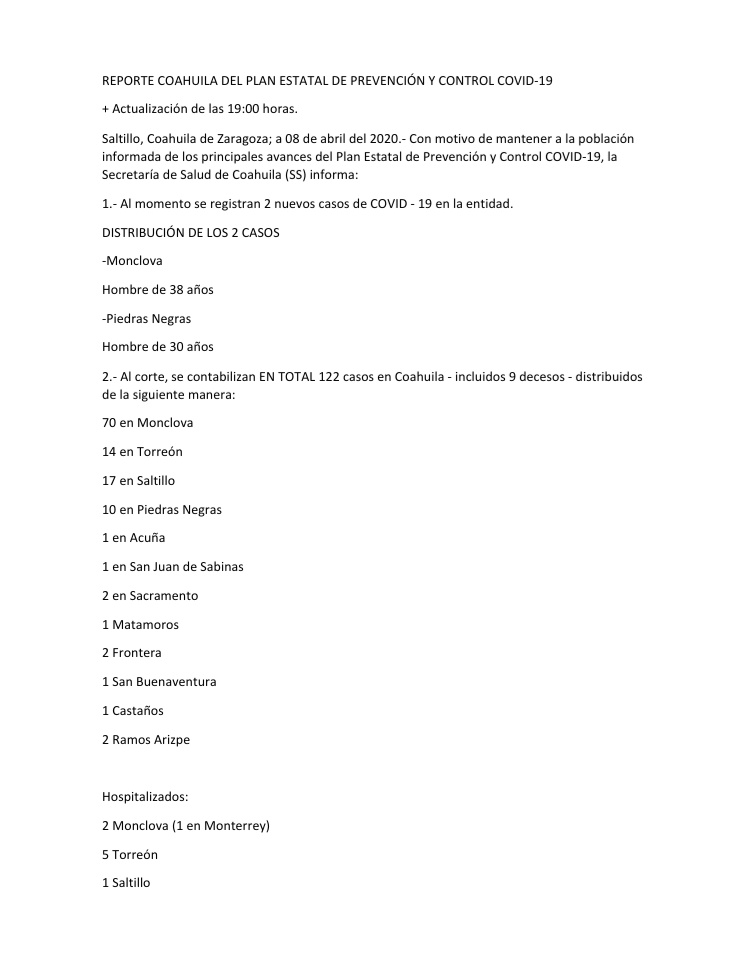 REPORTE COAHUILA DEL PLAN ESTATAL DE PREVENCIÓN Y CONTROL COVID-19
+ Actualización de las 19:00 horas.
Saltillo, Coahuila de Zaragoza; a 08 de abril del 2020.- Con motivo de mantener a la población
informada de los principales avances del Plan Estatal de Prevención y Control COVID-19, la
Secretaría de Salud de Coahuila (SS) informa:
1.- Al momento se registran 2 nuevos casos de COVID - 19 en la entidad.
DISTRIBUCIÓN DE LOS 2 CASOS
-Monclova
Hombre de 38 años
-Piedras Negras
Hombre de 30 años
2.- Al corte, se contabilizan EN TOTAL 122 casos en Coahuila - incluidos 9 decesos - distribuidos
de la siguiente manera:
70 en Monclova
14 en Torreón
17 en Saltillo
10 en Piedras Negras
1 en Acuña
1 en San Juan de Sabinas
2 en Sacramento
1 Matamoros
2 Frontera
1 San Buenaventura
1 Castaños
2 Ramos Arizpe
Hospitalizados:
2 Monclova (1 en Monterrey)
5 Torreón
1 Saltillo